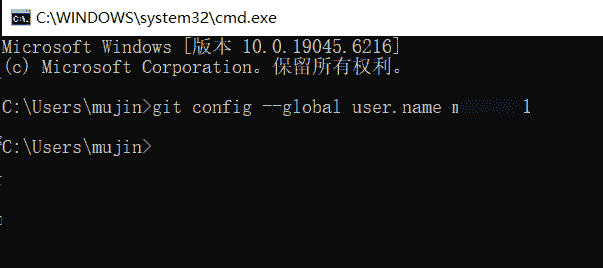 C:\WINDOWS\system32\cmd.exe
Microsoft Windows [版本 10.0.19045.6216]
(c) Microsoft Corporation。保留所有权利。
C:\Users\mujin>git config --global user.name
C:\Users\mujin>